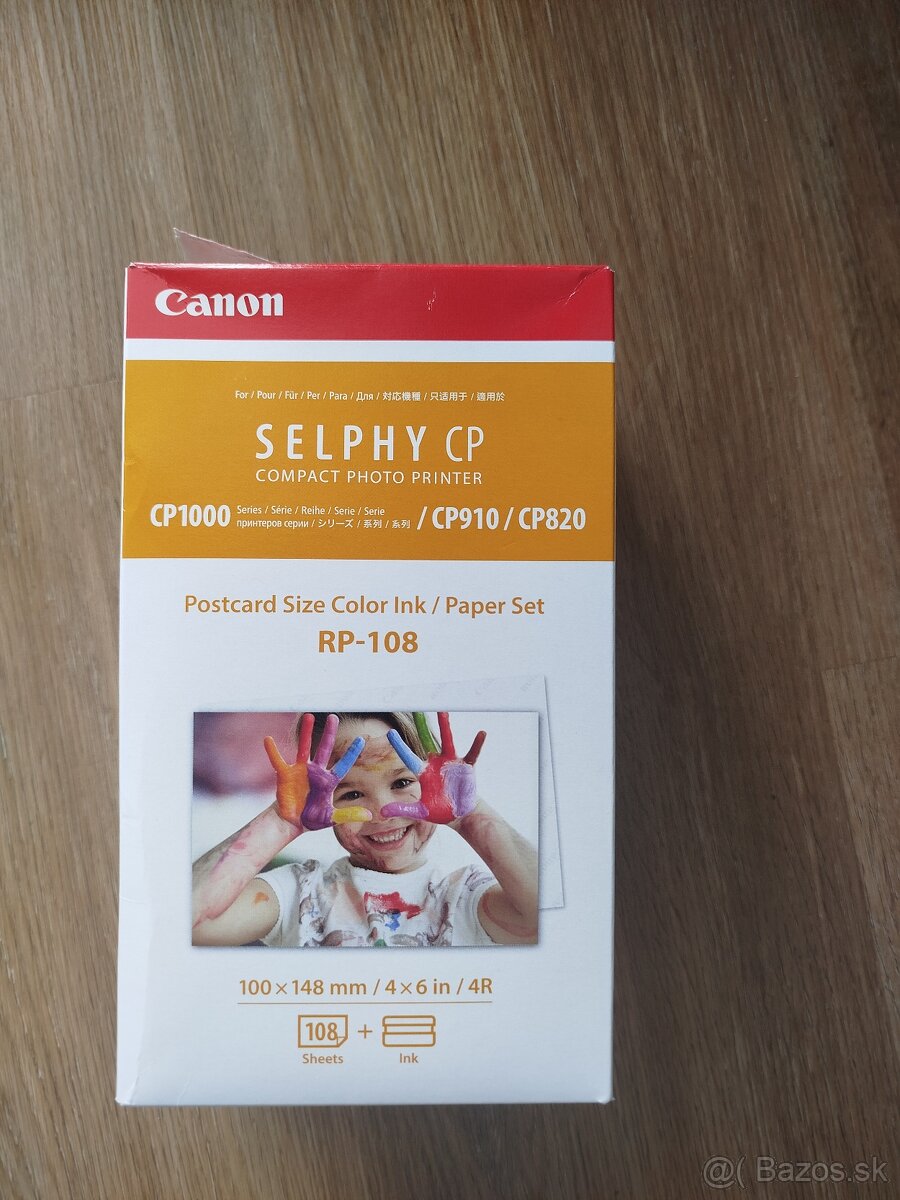 Canon
For / Pour / Für / Per / Para / Для / 対応機種 / 只适用于 / 適用於
SELPHY CP
COMPACT PHOTO PRINTER
CP1000 Series / Série / Reihe / Serie / Serie
принтеров серии / シリーズ / 系列 / 系列 / CP910 / CP820
Postcard Size Color Ink / Paper Set
RP-108
100 × 148 mm / 4 × 6 in / 4R
108 +
Sheets Ink
@( Bazos.sk